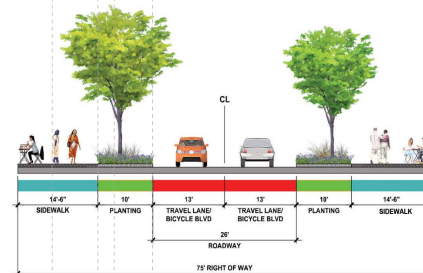 CL
14'-6" 10' 13' 13' 10' 14'-6"
SIDEWALK PLANTING TRAVEL LANE/ TRAVEL LANE/ PLANTING SIDEWALK
BICYCLE BLVD BICYCLE BLVD
26'
ROADWAY
75' RIGHT OF WAY